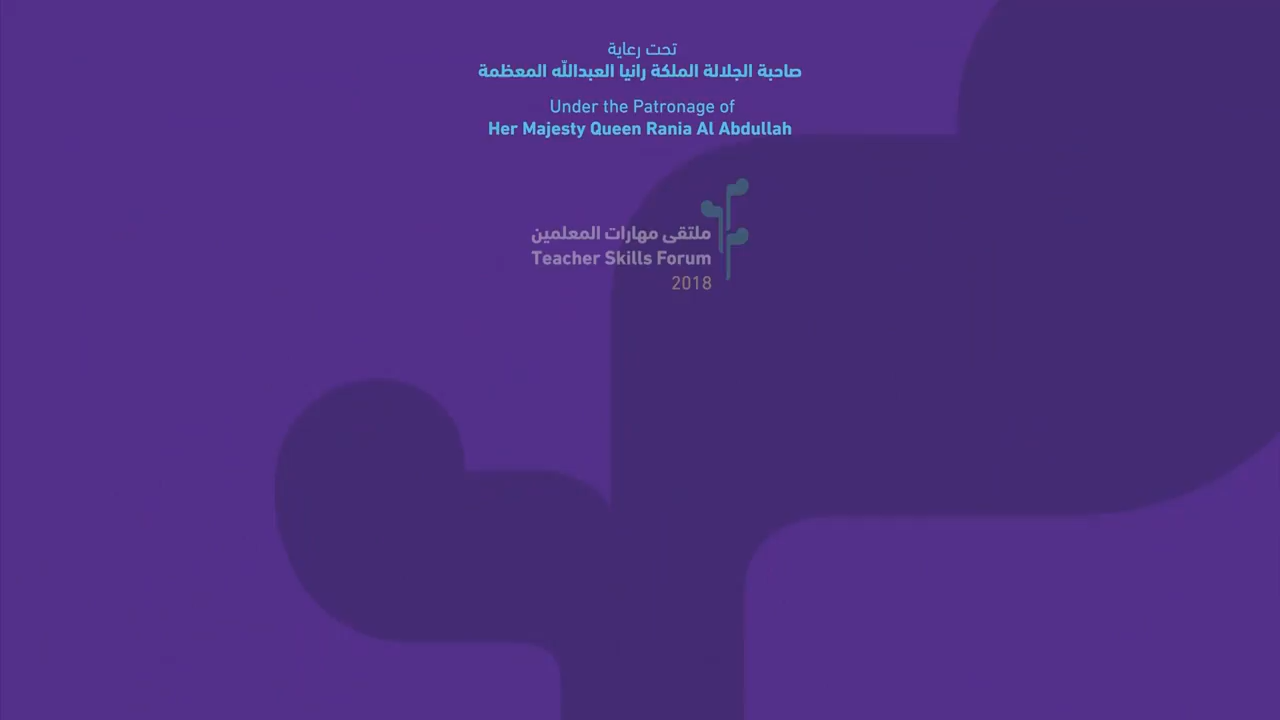 تحت رعاية
صاحبة الجلالة الملكة رانيا العبدالله المعظمة
Under the Patronage of
Her Majesty Queen Rania Al Abdullah
ملتقى مهارات المعلمين
Teacher Skills Forum
2018